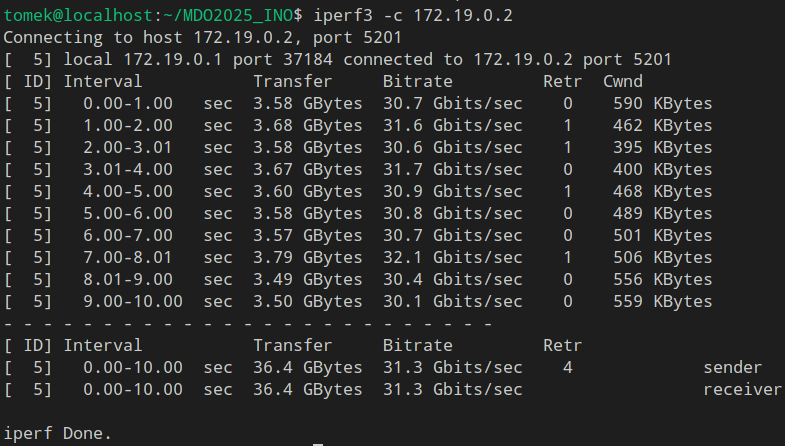 tomek@localhost:~/MDO2025_INO$ iperf3 -c 172.19.0.2
Connecting to host 172.19.0.2, port 5201
[  5] local 172.19.0.1 port 37184 connected to 172.19.0.2 port 5201
[ ID] Interval           Transfer     Bitrate         Retr  Cwnd
[  5]   0.00-1.00   sec  3.58 GBytes  30.7 Gbits/sec    0    590 KBytes
[  5]   1.00-2.00   sec  3.68 GBytes  31.6 Gbits/sec    1    462 KBytes
[  5]   2.00-3.01   sec  3.58 GBytes  30.6 Gbits/sec    1    395 KBytes
[  5]   3.01-4.00   sec  3.67 GBytes  31.7 Gbits/sec    0    400 KBytes
[  5]   4.00-5.00   sec  3.60 GBytes  30.9 Gbits/sec    1    468 KBytes
[  5]   5.00-6.00   sec  3.58 GBytes  30.8 Gbits/sec    0    489 KBytes
[  5]   6.00-7.00   sec  3.57 GBytes  30.7 Gbits/sec    0    501 KBytes
[  5]   7.00-8.01   sec  3.79 GBytes  32.1 Gbits/sec    1    506 KBytes
[  5]   8.01-9.00   sec  3.49 GBytes  30.4 Gbits/sec    0    556 KBytes
[  5]   9.00-10.00  sec  3.50 GBytes  30.1 Gbits/sec    0    559 KBytes
- - - - - - - - - - - - - - - - - - - - - - - - -
[ ID] Interval           Transfer     Bitrate         Retr
[  5]   0.00-10.00  sec  36.4 GBytes  31.3 Gbits/sec    4             sender
[  5]   0.00-10.00  sec  36.4 GBytes  31.3 Gbits/sec                  receiver
iperf Done.